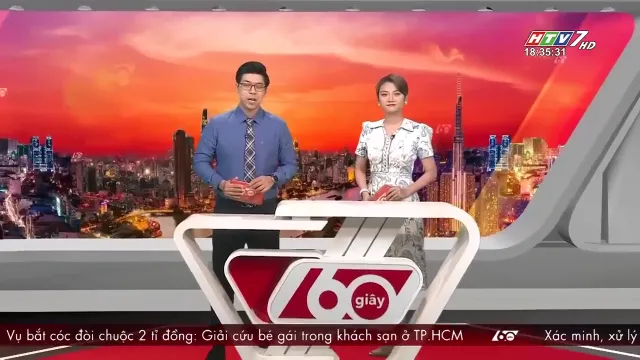 HTV7 HD
18:35:31
60 giây
Vụ bắt cóc đòi chuộc 2 tỉ đồng: Giải cứu bé gái trong khách sạn ở TP.HCM 60 Xác minh, xử lý